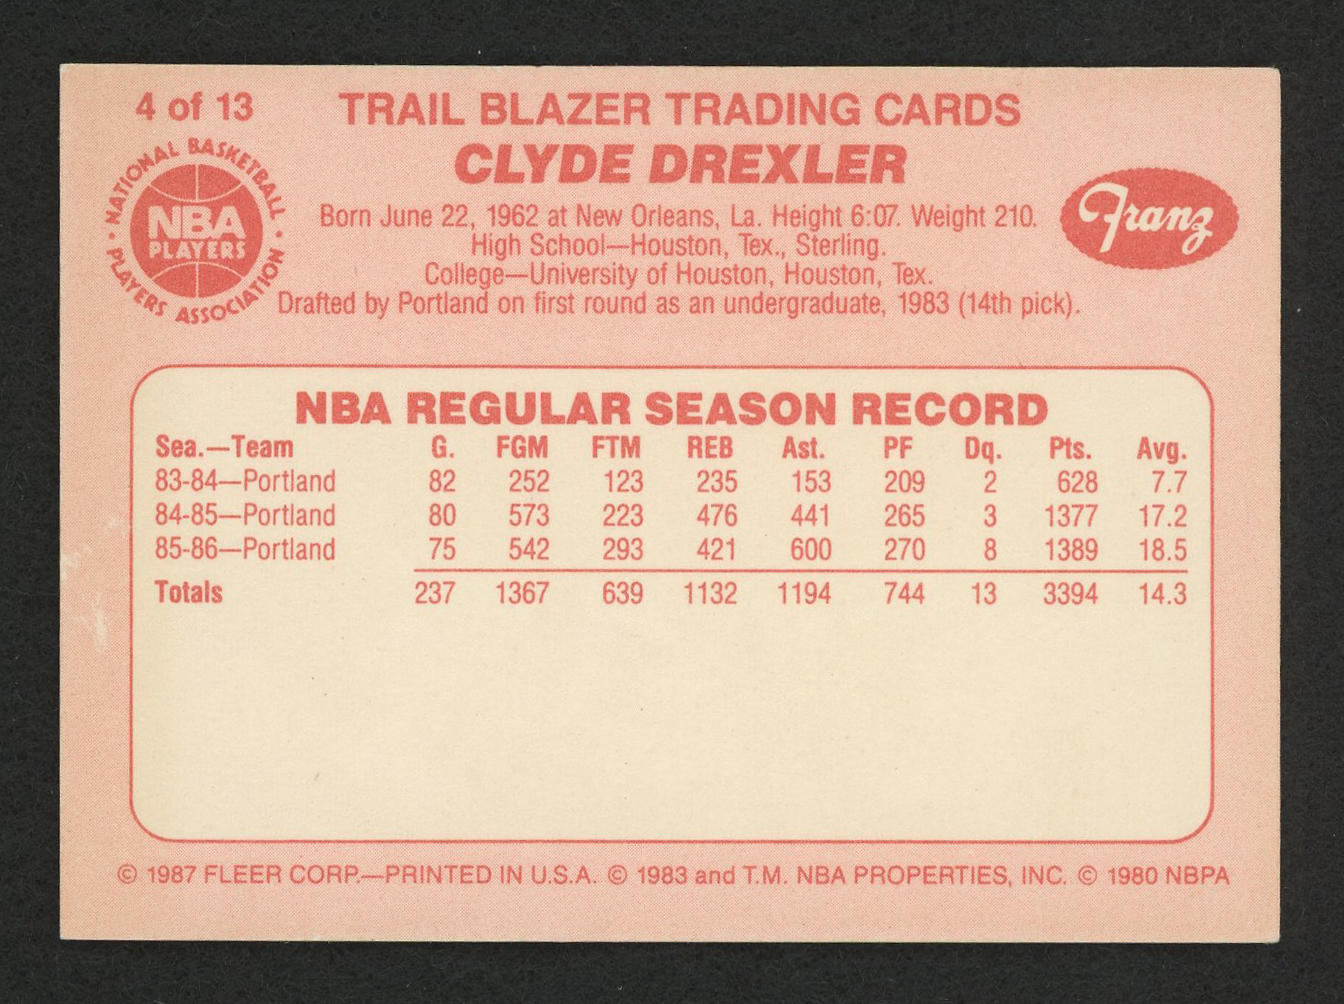 4 of 13
TRAIL BLAZER TRADING CARDS
CLYDE DREXLER
NATIONAL BASKETBALL
PLAYERS ASSOCIATION
NBA
PLAYERS
Franz
Born June 22, 1962 at New Orleans, La. Height 6:07. Weight 210.
High School—Houston, Tex., Sterling.
College—University of Houston, Houston, Tex.
Drafted by Portland on first round as an undergraduate, 1983 (14th pick).
NBA REGULAR SEASON RECORD
Sea.—Team G. FGM FTM REB Ast. PF Dq. Pts. Avg.
83-84—Portland 82 252 123 235 153 209 2 628 7.7
84-85—Portland 80 573 223 476 441 265 3 1377 17.2
85-86—Portland 75 542 293 421 600 270 8 1389 18.5
Totals 237 1367 639 1132 1194 744 13 3394 14.3
© 1987 FLEER CORP.—PRINTED IN U.S.A. © 1983 and T.M. NBA PROPERTIES, INC. © 1980 NBPA